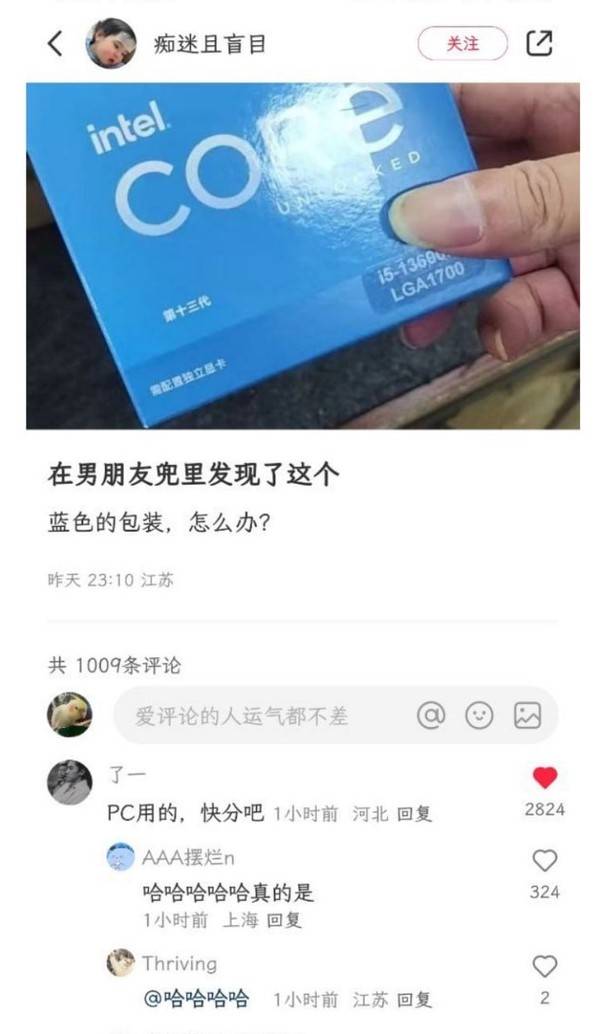 痴迷且盲目
关注
intel.
CORE
UNLOCKED
LGA1700
第十三代
需配置独立显卡
在男朋友兜里发现了这个
蓝色的包装，怎么办?
昨天 23:10 江苏
共 1009条评论
爱评论的人运气都不差
了一
PC用的，快分吧 1小时前 河北 回复
2824
AAA摆烂n
哈哈哈哈哈真的是
324
1小时前 上海 回复
Thriving
@哈哈哈哈 1小时前 江苏 回复
2